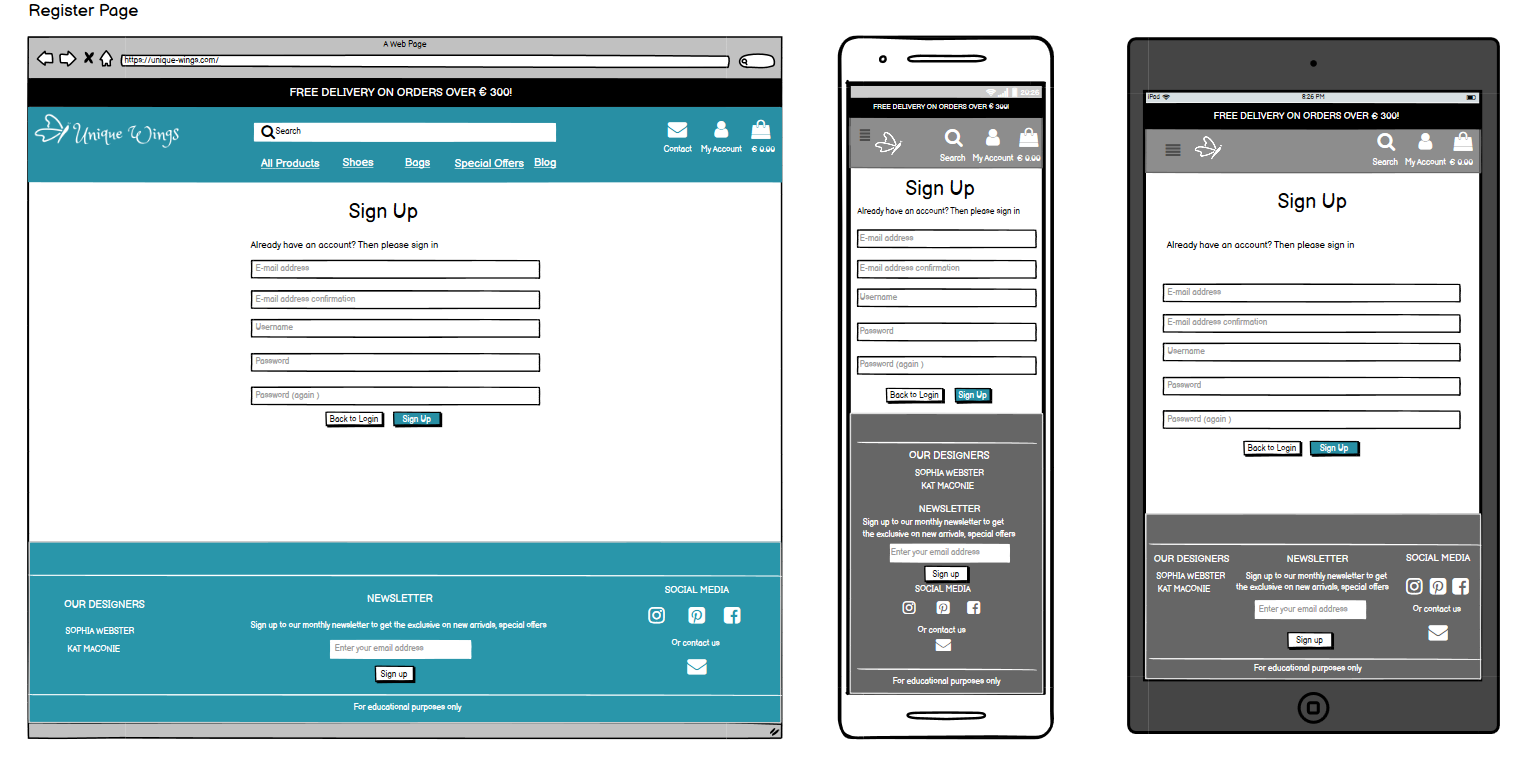 Register Page
A Web Page
https://unique-wings.com/
FREE DELIVERY ON ORDERS OVER € 300!
Unique Wings
Search
Contact
My Account
€ 0.00
All Products
Shoes
Bags
Special Offers
Blog
Sign Up
Already have an account? Then please sign in
E-mail address
E-mail address confirmation
Username
Password
Password (again )
Back to Login
Sign Up
OUR DESIGNERS
SOPHIA WEBSTER
KAT MACONIE
NEWSLETTER
Sign up to our monthly newsletter to get the exclusive on new arrivals, special offers
Enter your email address
Sign up
SOCIAL MEDIA
Or contact us
For educational purposes only
20:26
FREE DELIVERY ON ORDERS OVER € 300!
Search
My Account
€ 0.00
Sign Up
Already have an account? Then please sign in
E-mail address
E-mail address confirmation
Username
Password
Password (again )
Back to Login
Sign Up
OUR DESIGNERS
SOPHIA WEBSTER
KAT MACONIE
NEWSLETTER
Sign up to our monthly newsletter to get
the exclusive on new arrivals, special offers
Enter your email address
Sign up
SOCIAL MEDIA
Or contact us
For educational purposes only
iPod
8:26 PM
FREE DELIVERY ON ORDERS OVER € 300!
Search
My Account
€ 0.00
Sign Up
Already have an account? Then please sign in
E-mail address
E-mail address confirmation
Username
Password
Password (again )
Back to Login
Sign Up
OUR DESIGNERS
SOPHIA WEBSTER
KAT MACONIE
NEWSLETTER
Sign up to our monthly newsletter to get
the exclusive on new arrivals, special offers
Enter your email address
Sign up
SOCIAL MEDIA
Or contact us
For educational purposes only